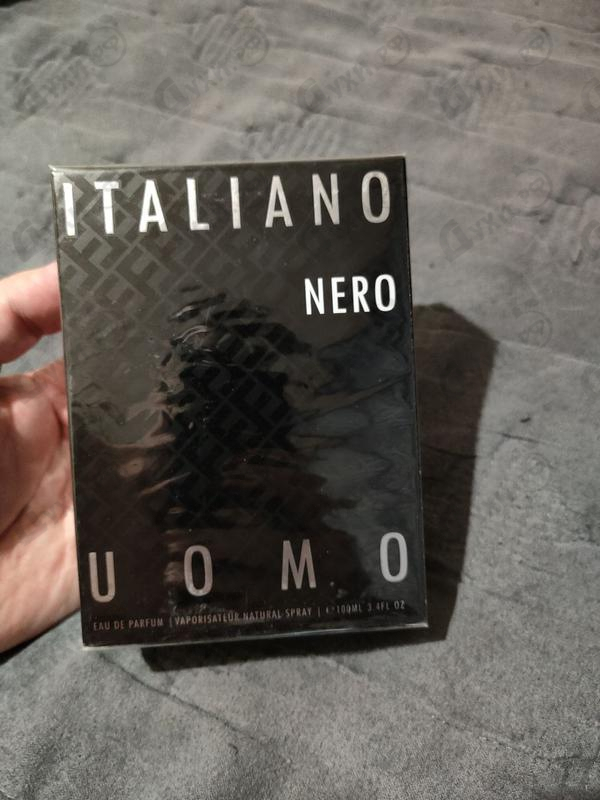 ITALIANO
NERO
UOMO
EAU DE PARFUM | VAPORISATEUR NATURAL SPRAY | e 100ML 3.4FL OZ